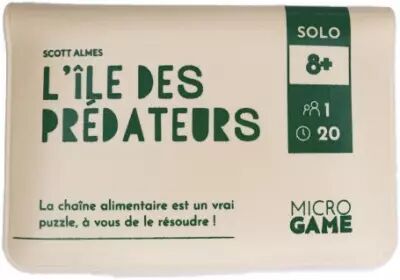 SCOTT ALMES
L'ÎLE DES
PRÉDATEURS
La chaîne alimentaire est un vrai
puzzle, à vous de le résoudre !
SOLO
8+
1
20
MICRO
GAME